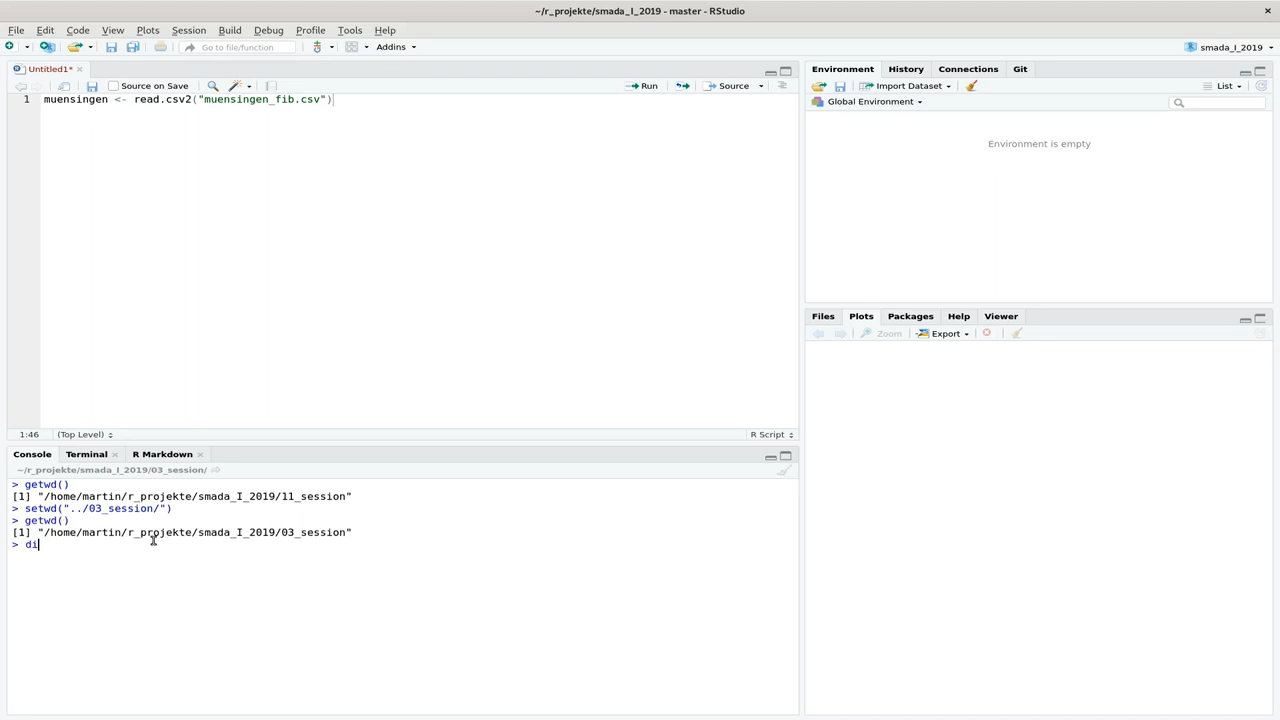 ~/r_projekte/smada_I_2019 - master - RStudio
File Edit Code View Plots Session Build Debug Profile Tools Help
Go to file/function Addins smada_I_2019
Untitled1*
Source on Save Run Source
1 muensingen <- read.csv2("muensingen_fib.csv")
1:46 (Top Level) R Script
Console Terminal R Markdown
~/r_projekte/smada_I_2019/03_session/
> getwd()
[1] "/home/martin/r_projekte/smada_I_2019/11_session"
> setwd("../03_session/")
> getwd()
[1] "/home/martin/r_projekte/smada_I_2019/03_session"
> di
Environment History Connections Git
Import Dataset List
Global Environment
Environment is empty
Files Plots Packages Help Viewer
Zoom Export